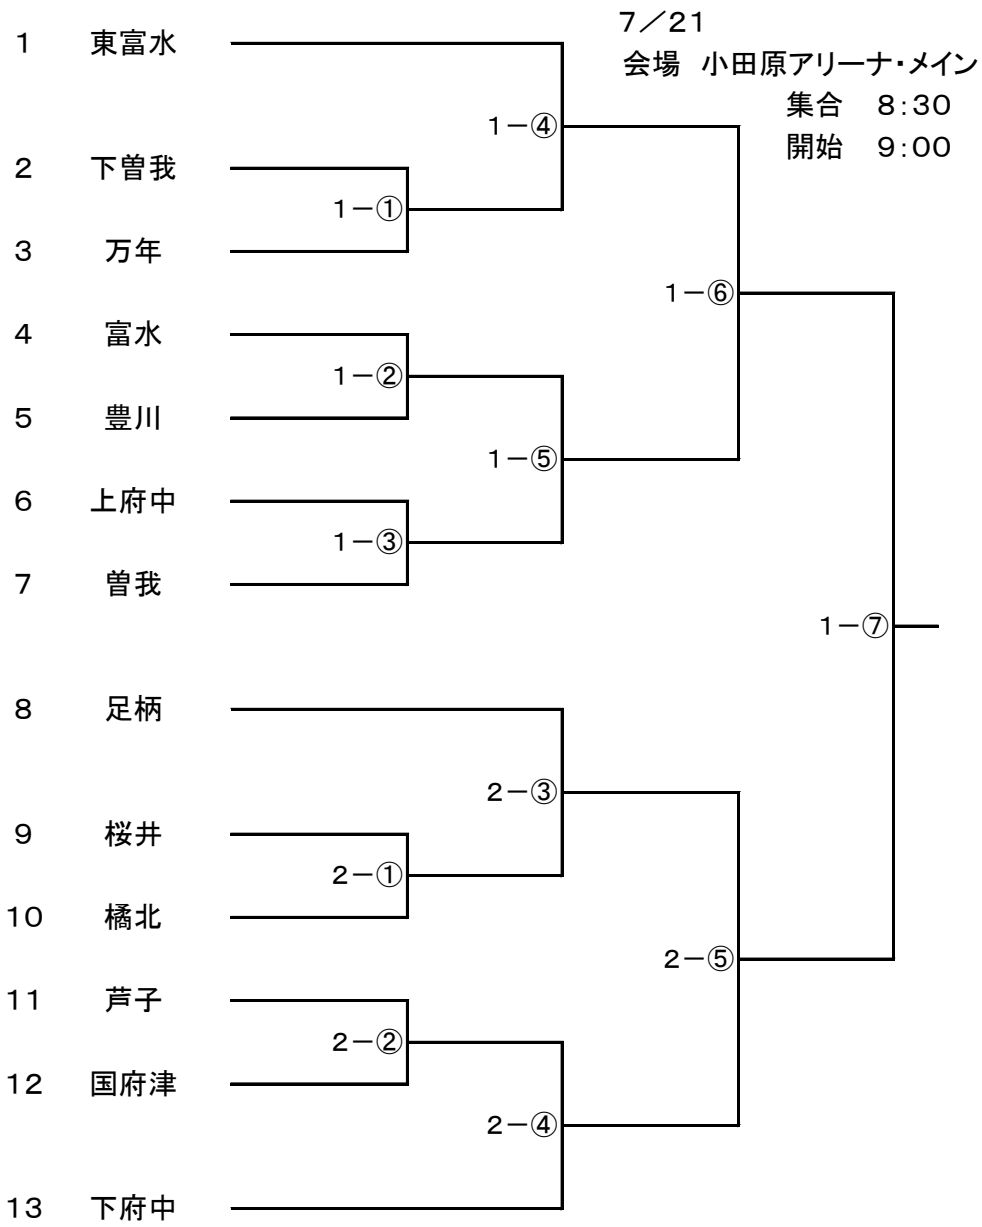 7／21
会場　小田原アリーナ・メイン
集合　8：30
開始　9：00
1　東富水
1－④
2　下曽我
1－①
3　万年
1－⑥
4　富水
1－②
5　豊川
1－⑤
6　上府中
1－③
7　曽我
1－⑦
8　足柄
2－③
9　桜井
2－①
10　橘北
2－⑤
11　芦子
2－②
12　国府津
2－④
13　下府中